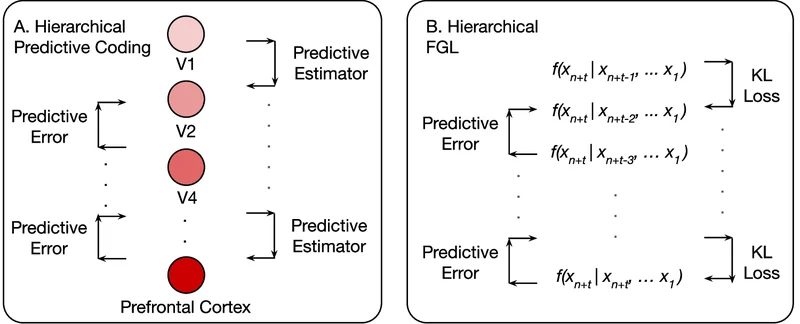 A. Hierarchical
Predictive Coding
V1
Predictive
Estimator
V2
Predictive
Error
V4
Predictive
Error
Predictive
Estimator
Prefrontal Cortex
B. Hierarchical
FGL
f(xn+t | xn+t-1, ... x1)
KL
Loss
f(xn+t | xn+t-2, ... x1)
Predictive
Error
f(xn+t | xn+t-3, ... x1)
Predictive
Error
KL
Loss
f(xn+t | xn+t, ... x1)